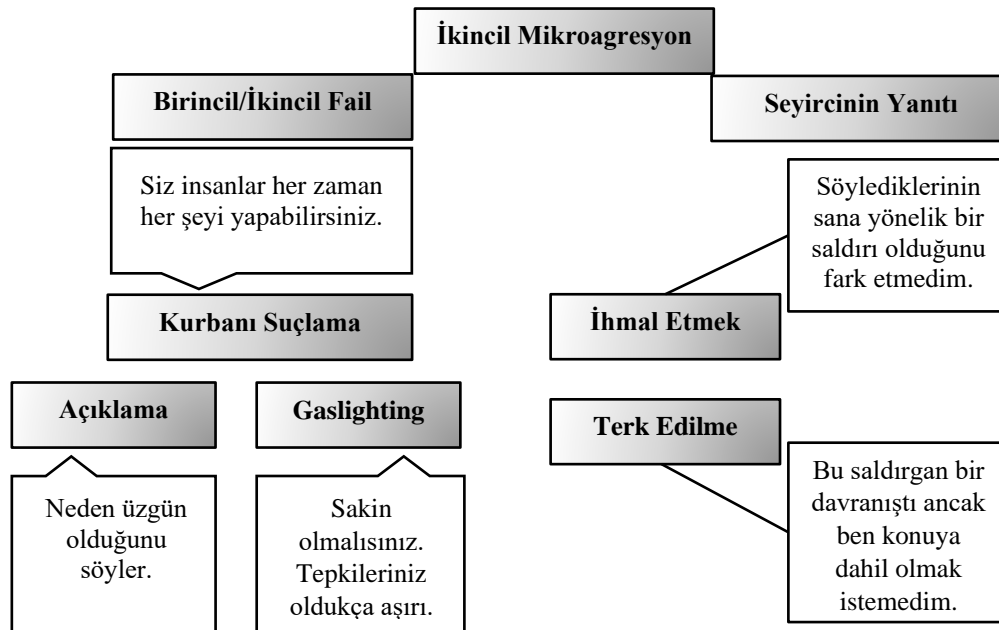 İkincil Mikroagresyon
Birincil/İkincil Fail
Seyircinin Yanıtı
Siz insanlar her zaman
her şeyi yapabilirsiniz.
Söylediklerinin
sana yönelik bir
saldırı olduğunu
fark etmedim.
Kurbanı Suçlama
İhmal Etmek
Açıklama
Gaslighting
Terk Edilme
Neden üzgün
olduğunu
söyler.
Sakin
olmalısınız.
Tepkileriniz
oldukça aşırı.
Bu saldırgan bir
davranıştı ancak
ben konuya
dahil olmak
istemedim.